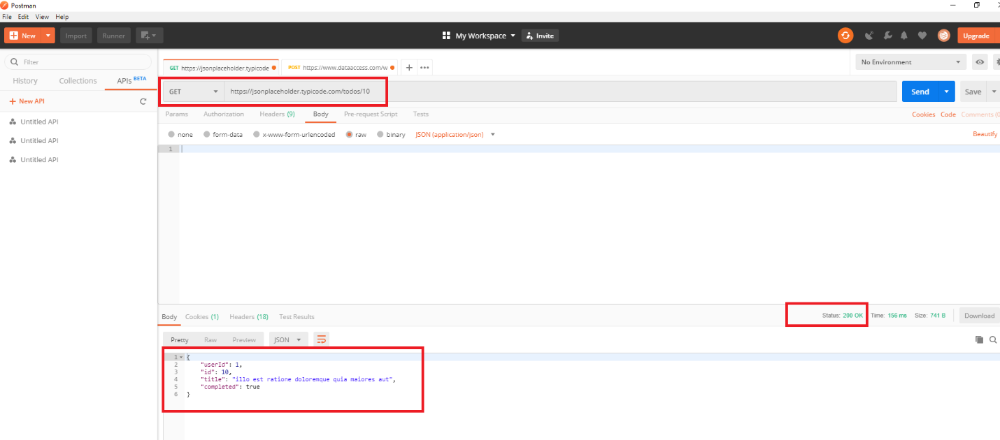 Postman
File Edit View Help
New Import Runner My Workspace Invite Upgrade
Filter
History Collections APIs BETA
+ New API
Untitled API
Untitled API
Untitled API
GET https://jsonplaceholder.typicode POST https://www.dataaccess.com/w + ••• No Environment
GET https://jsonplaceholder.typicode.com/todos/10 Send Save
Params Authorization Headers (9) Body Pre-request Script Tests Cookies Code Comments (0
none form-data x-www-form-urlencoded raw binary JSON (application/json) Beautify
1
Body Cookies (1) Headers (18) Test Results Status: 200 OK Time: 156 ms Size: 741 B Download
Pretty Raw Preview JSON
1 {
2 "userId": 1,
3 "id": 10,
4 "title": "illo est ratione doloremque quia maiores aut",
5 "completed": true
6 }